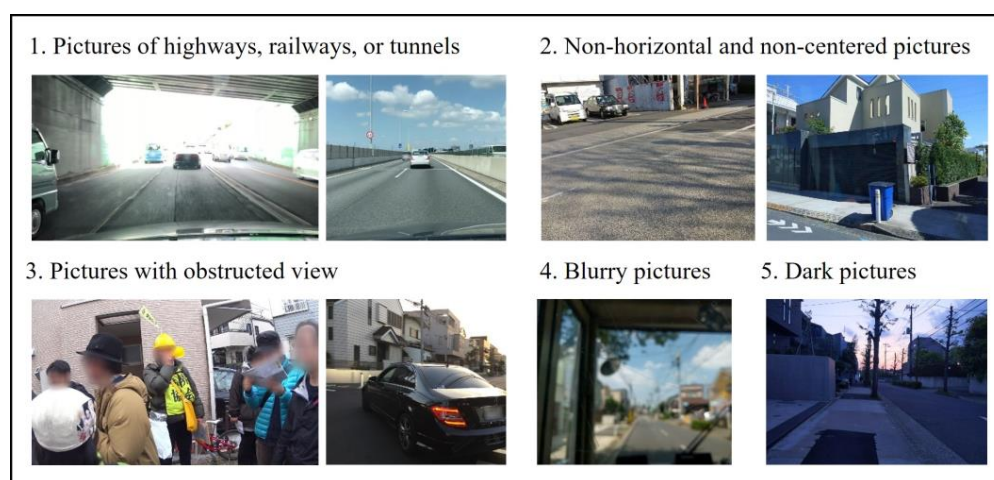 1. Pictures of highways, railways, or tunnels
2. Non-horizontal and non-centered pictures
3. Pictures with obstructed view
4. Blurry pictures
5. Dark pictures